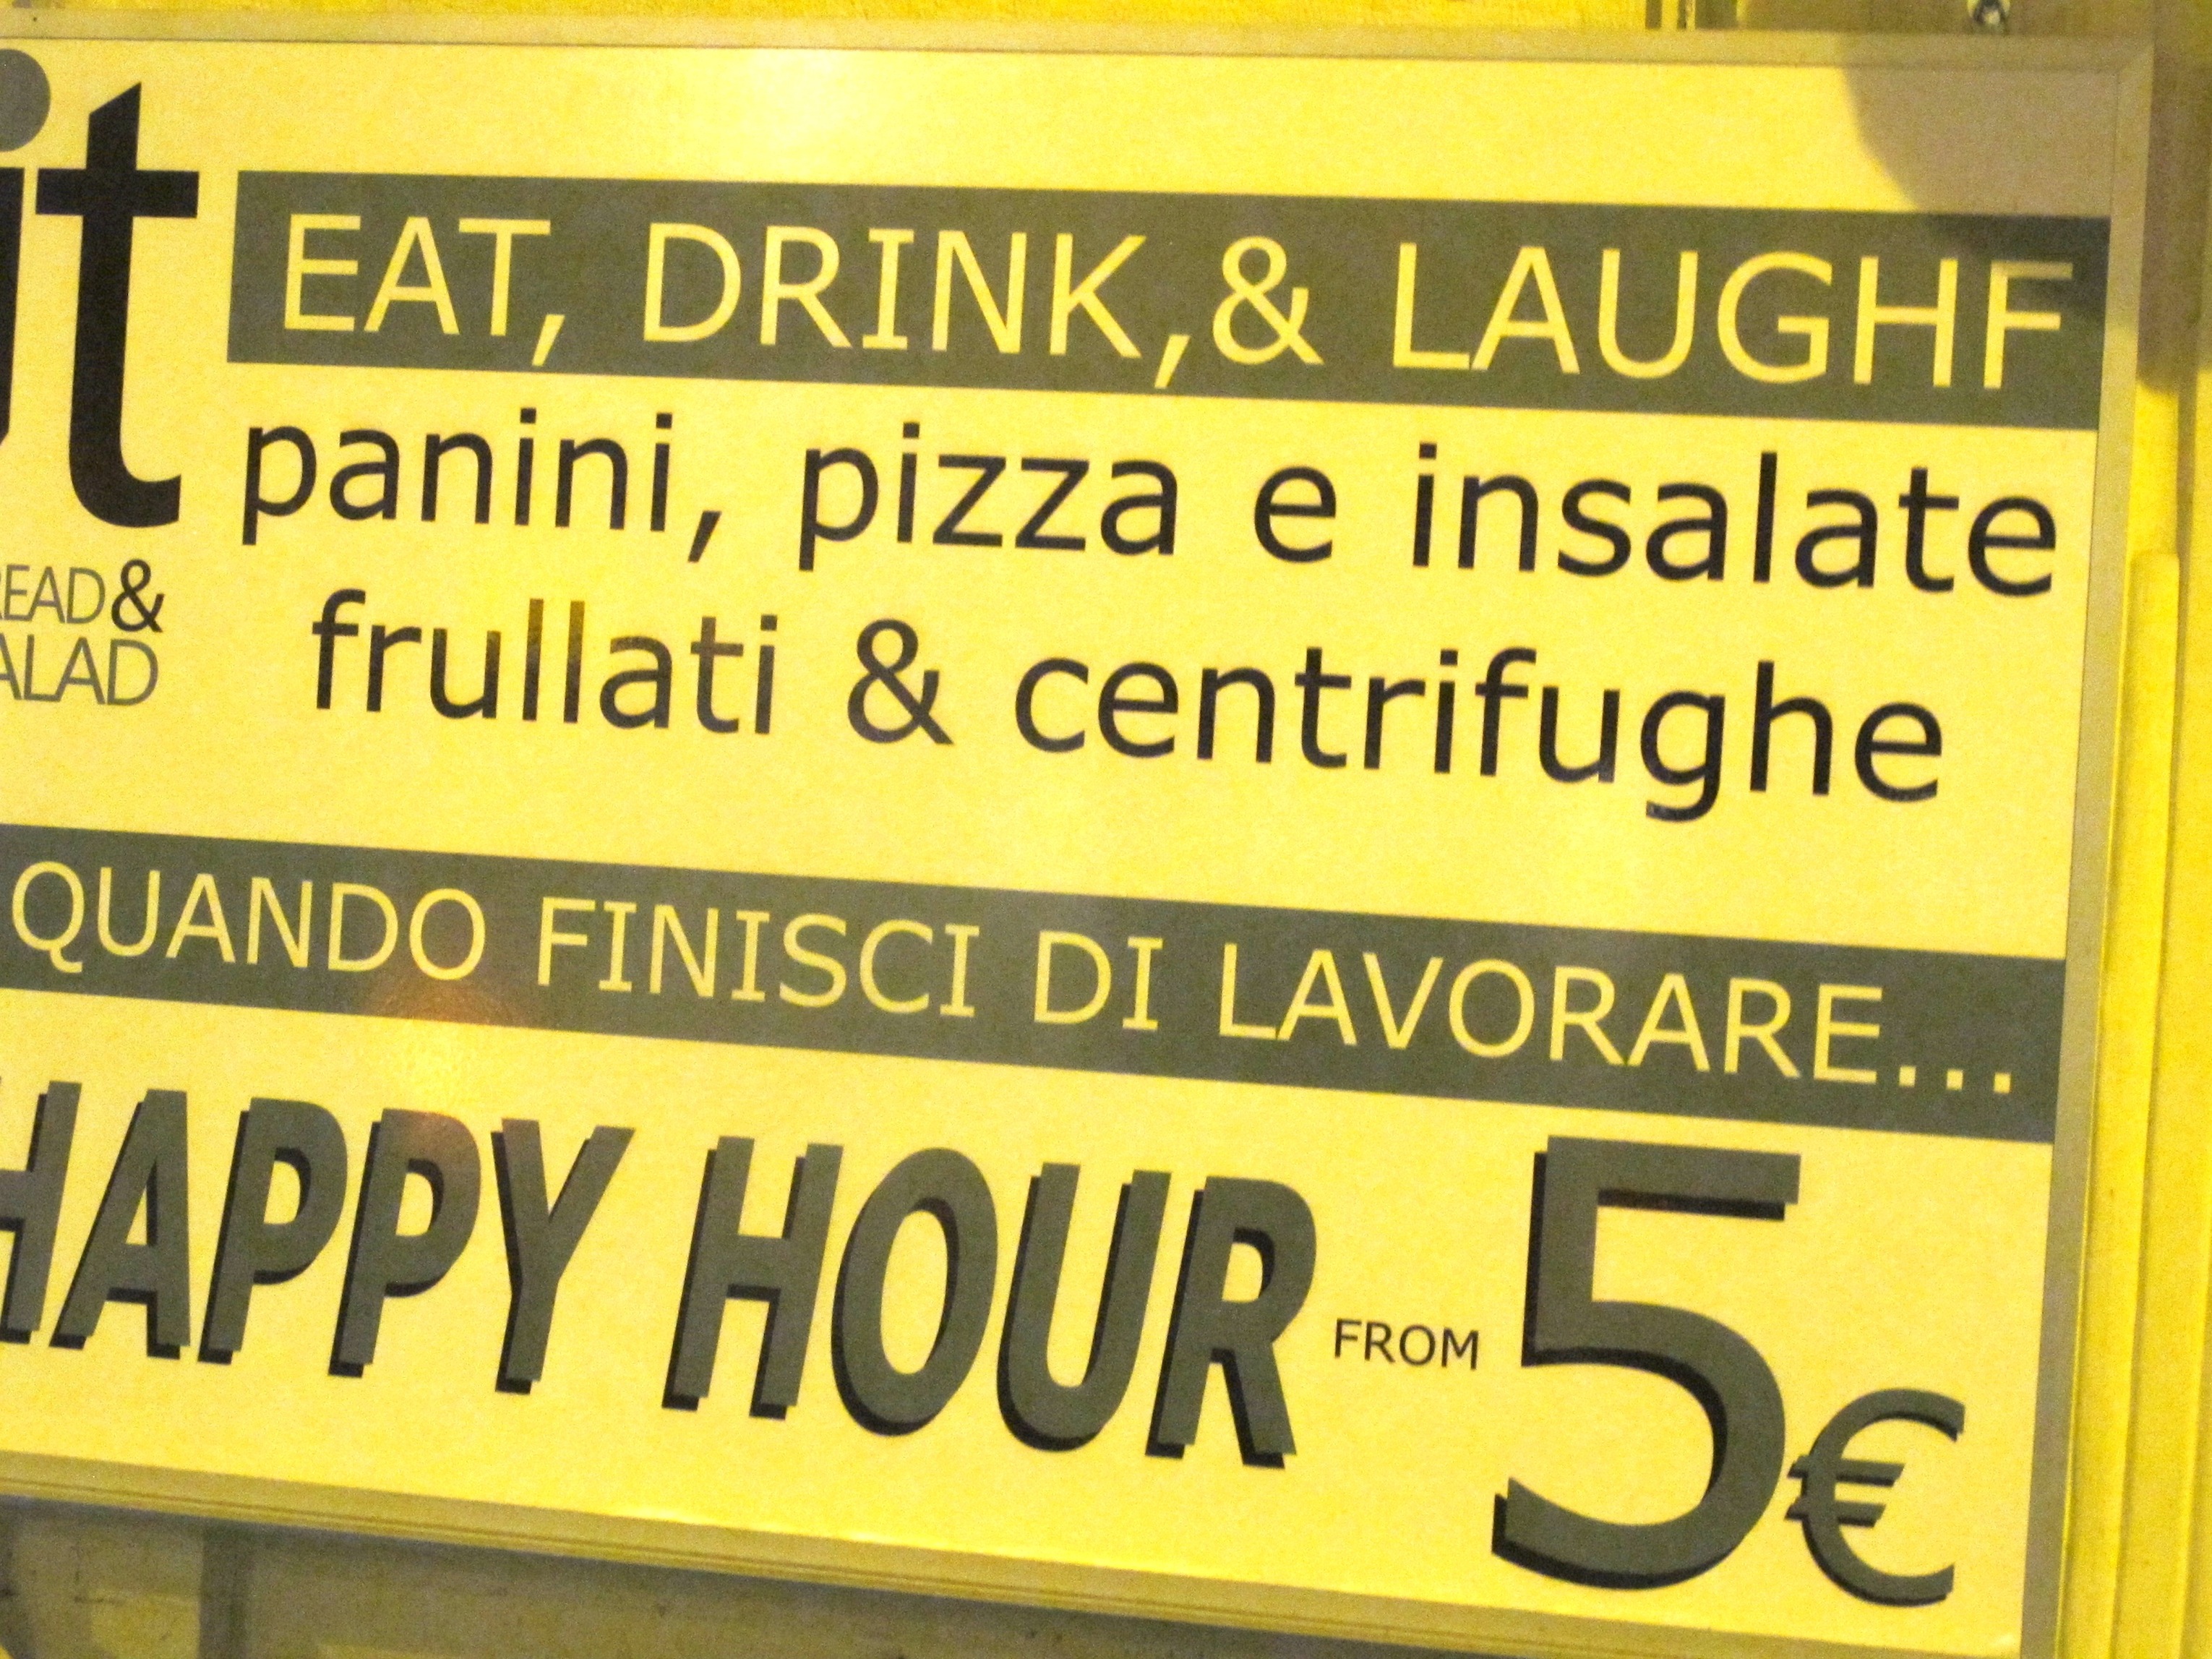 EAT, DRINK,& LAUGHF
panini, pizza e insalate
frullati & centrifughe
&
QUANDO FINISCI DI LAVORARE...
HAPPY HOUR FROM 5€